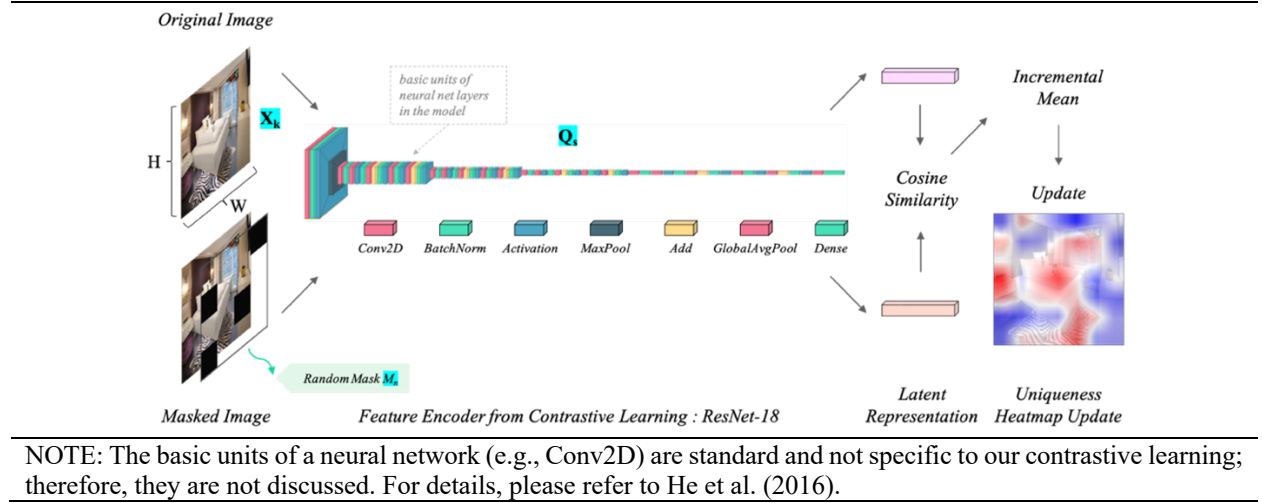 Original Image
basic units of
neural net layers
in the model
Incremental
Mean
Xk
Qs
H
W
Cosine
Similarity
Update
Conv2D BatchNorm Activation MaxPool Add GlobalAvgPool Dense
Random Mask Mn
Masked Image
Feature Encoder from Contrastive Learning : ResNet-18
Latent
Representation
Uniqueness
Heatmap Update
NOTE: The basic units of a neural network (e.g., Conv2D) are standard and not specific to our contrastive learning;
therefore, they are not discussed. For details, please refer to He et al. (2016).